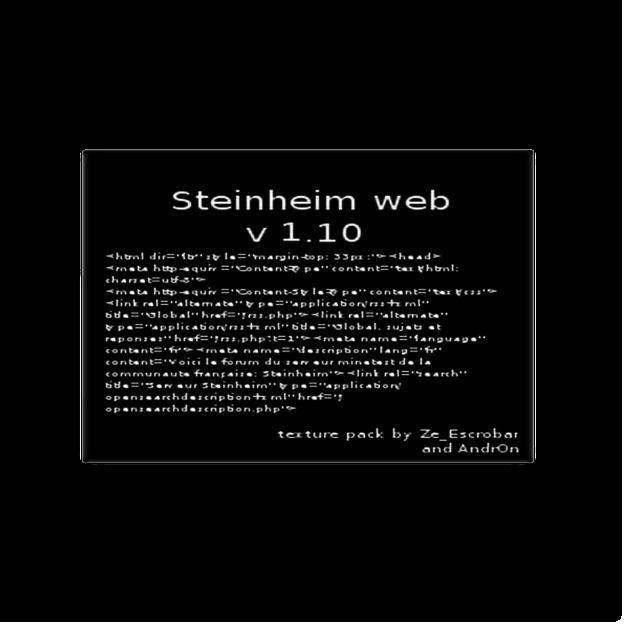 Steinheim web
v 1.10
<html dir="ltr" style="margin-top: 33px;"><head>
<meta http-equiv="Content-Type" content="text/html;
charset=utf-8">
<meta http-equiv="Content-Style-Type" content="text/css">
<link rel="alternate" type="application/rss+xml"
title="Global" href="/rss.php"><link rel="alternate"
type="application/rss+xml" title="Global, sujets et
reponses" href="/rss.php?t=1"><meta name="language"
content="fr"><meta name="description" lang="fr"
content="Voici le forum du serveur minetest de la
communaute française: Steinheim"><link rel="search"
title="Serveur Steinheim" type="application/
opensearchdescription+xml" href="/
opensearchdescription.php">
texture pack by Ze_Escrobar
and Andr0n